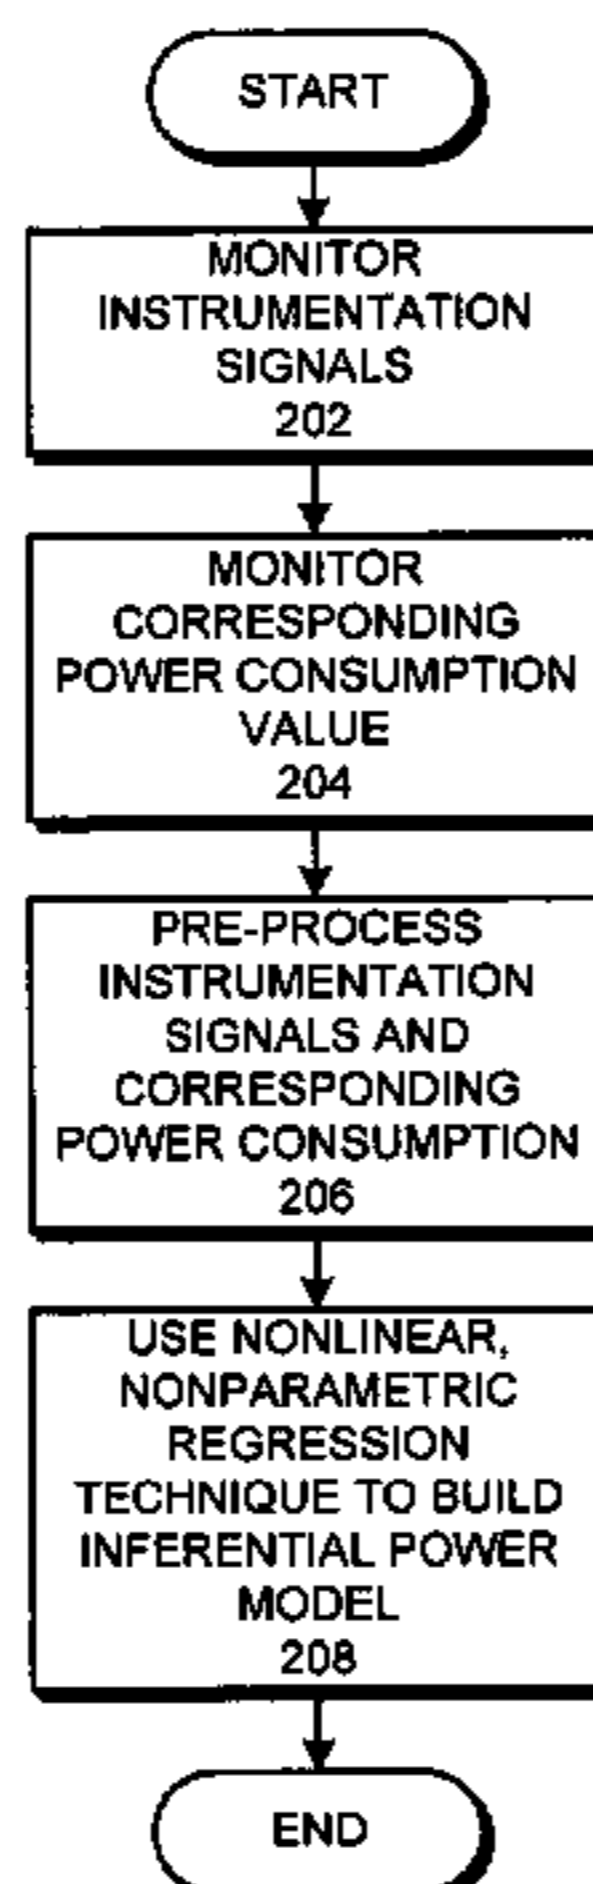 START
MONITOR
INSTRUMENTATION
SIGNALS
202
MONITOR
CORRESPONDING
POWER CONSUMPTION
VALUE
204
PRE-PROCESS
INSTRUMENTATION
SIGNALS AND
CORRESPONDING
POWER CONSUMPTION
206
USE NONLINEAR,
NONPARAMETRIC
REGRESSION
TECHNIQUE TO BUILD
INFERENTIAL POWER
MODEL
208
END